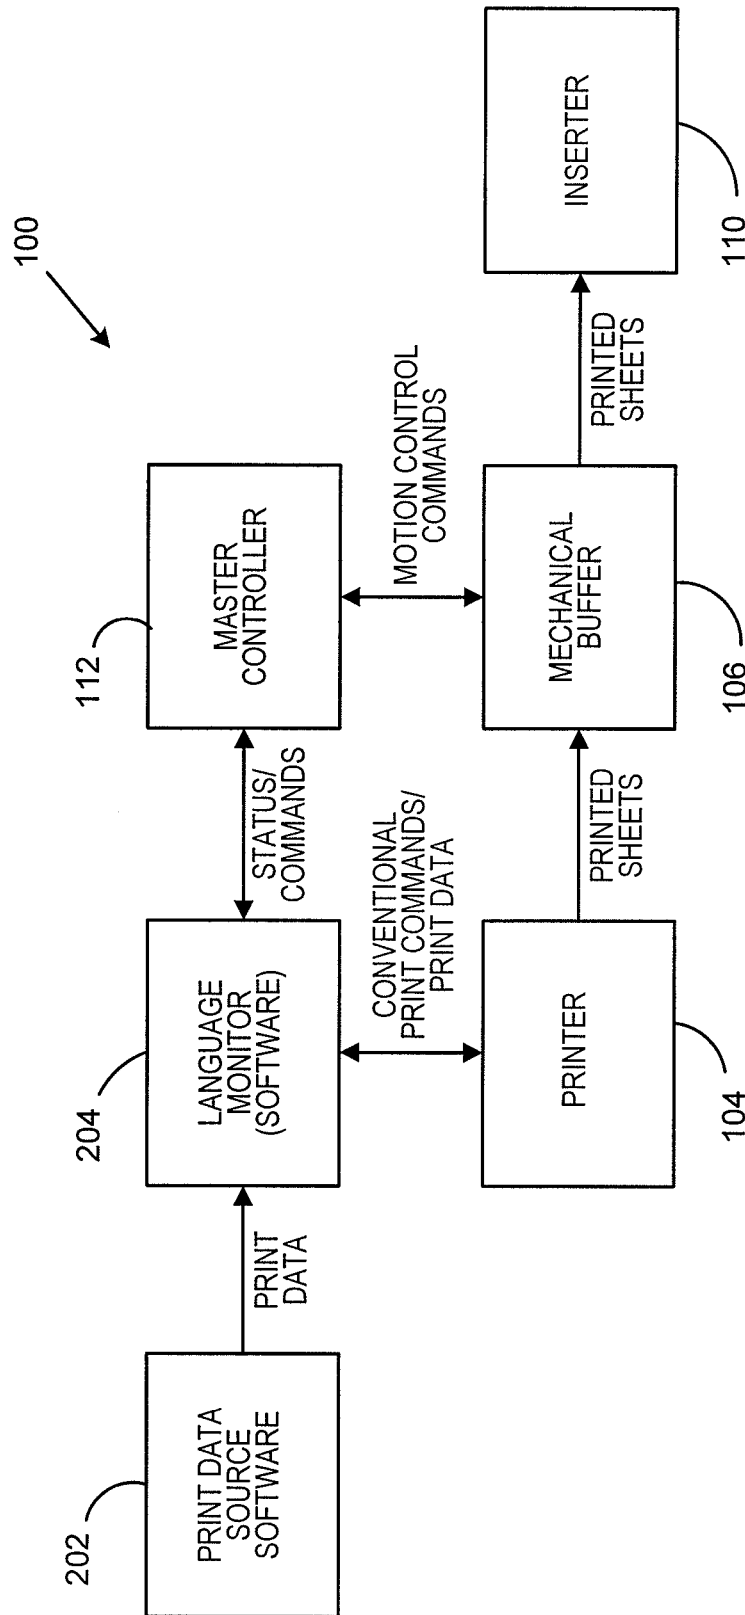 100
202
PRINT DATA
SOURCE
SOFTWARE
PRINT
DATA
204
LANGUAGE
MONITOR
(SOFTWARE)
STATUS/
COMMANDS
112
MASTER
CONTROLLER
CONVENTIONAL
PRINT COMMANDS/
PRINT DATA
MOTION CONTROL
COMMANDS
PRINTER
104
PRINTED
SHEETS
MECHANICAL
BUFFER
106
PRINTED
SHEETS
INSERTER
110